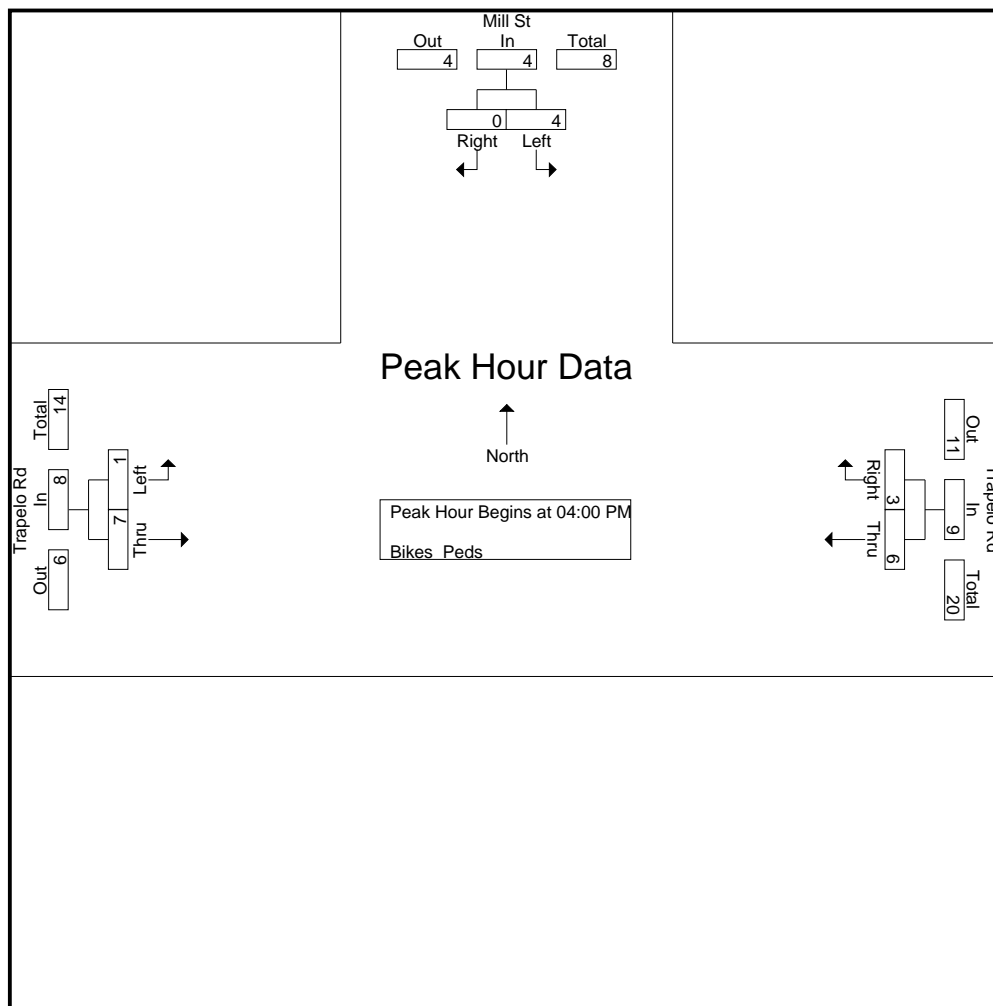 Mill St
Out In Total
4 4 8
0 4
Right Left
Peak Hour Data
North
Peak Hour Begins at 04:00 PM
Bikes Peds
Trapelo Rd
Out In Total
6 8 14
1 7
Left Thru
Trapelo Rd
Out In Total
11 9 20
3 6
Right Thru